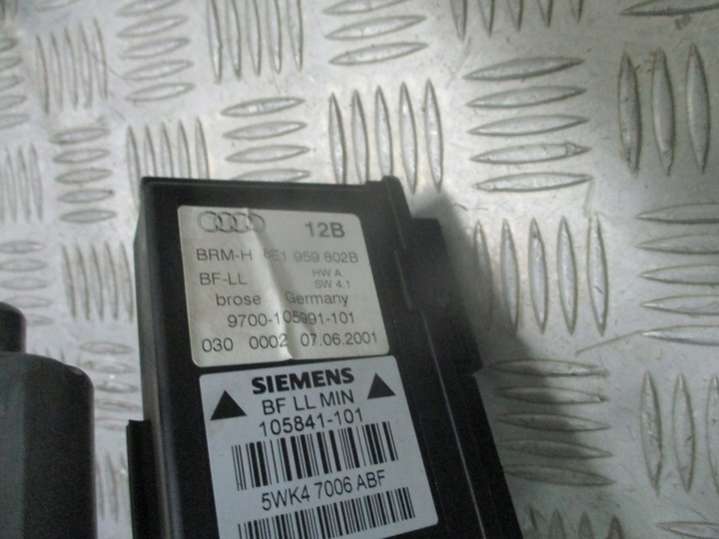 12B
BRM-H 8E1 959 802B
BF-LL HW A
SW 4.1
brose Germany
9700-105991-101
030 0002 07.06.2001
SIEMENS
BF LL MIN
105841-101
5WK4 7006 ABF